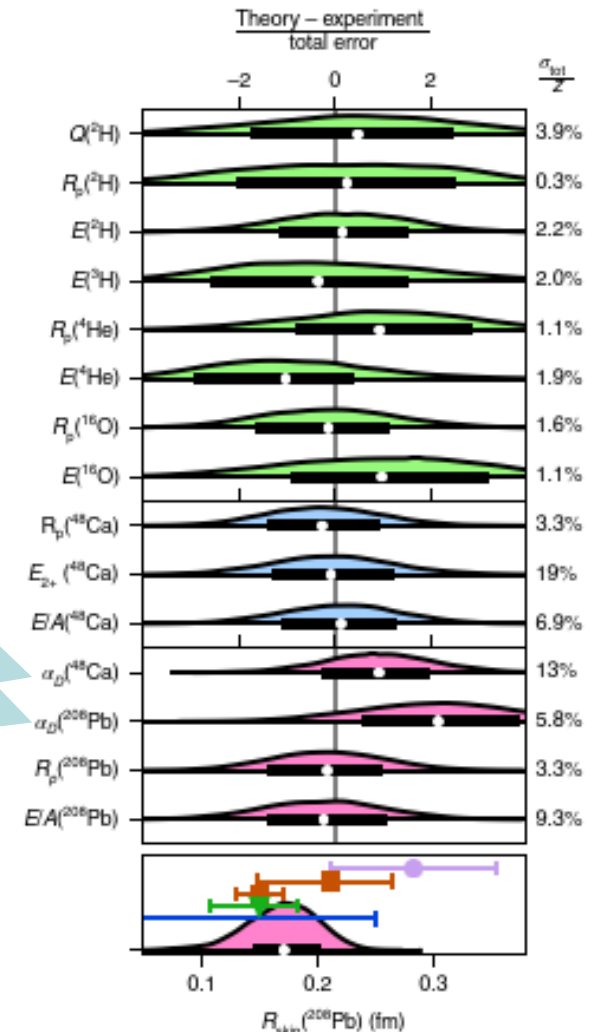 Theory – experiment
total error
−2 0 2
σtot
z
Q(²H) 3.9%
Rp(²H) 0.3%
E(²H) 2.2%
E(³H) 2.0%
Rp(⁴He) 1.1%
E(⁴He) 1.9%
Rp(¹⁶O) 1.6%
E(¹⁶O) 1.1%
Rp(⁴⁸Ca) 3.3%
E2+ (⁴⁸Ca) 19%
E/A(⁴⁸Ca) 6.9%
αD(⁴⁸Ca) 13%
αD(²⁰⁸Pb) 5.8%
Rp(²⁰⁸Pb) 3.3%
E/A(²⁰⁸Pb) 9.3%
0.1 0.2 0.3
Rskin(²⁰⁸Pb) (fm)